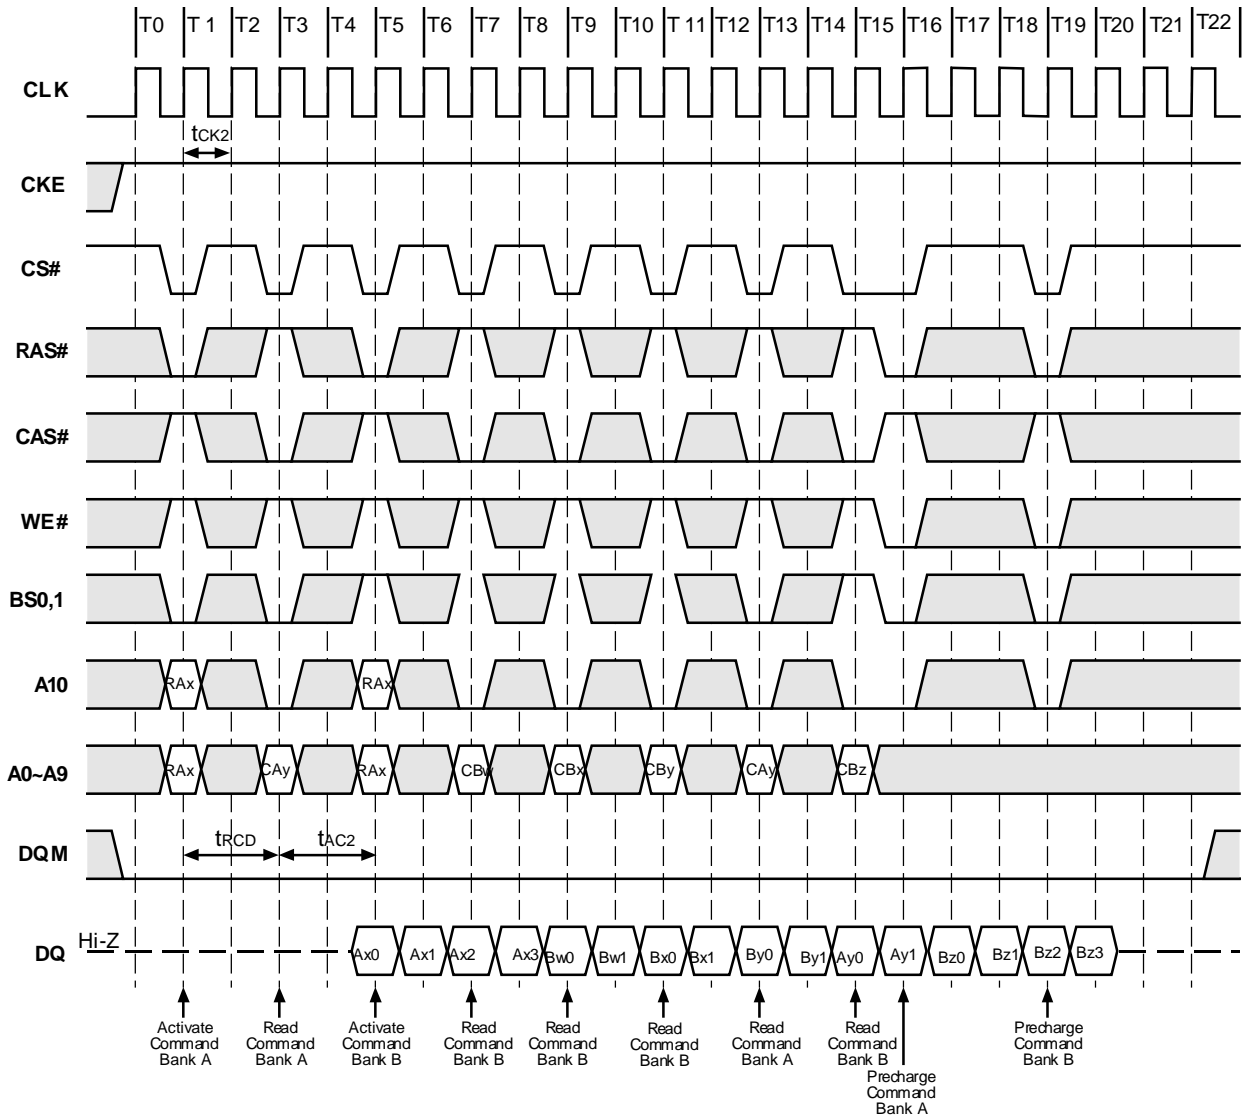 T0 T 1 T2 T3 T4 T5 T6 T7 T8 T9 T10 T 11 T12 T13 T14 T15 T16 T17 T18 T19 T20 T21 T22
CLK
tCK2
CKE
CS#
RAS#
CAS#
WE#
BS0,1
A10 RAx RAx
A0~A9 RAx CAy RAx CBw CBx CBy CAy CBz
DQM tRCD tAC2
Hi-Z
DQ Ax0 Ax1 Ax2 Ax3 Bw0 Bw1 Bx0 Bx1 By0 By1 Ay0 Ay1 Bz0 Bz1 Bz2 Bz3
Activate
Command
Bank A
Read
Command
Bank A
Activate
Command
Bank B
Read
Command
Bank B
Read
Command
Bank B
Read
Command
Bank B
Read
Command
Bank A
Read
Command
Bank B
Precharge
Command
Bank A
Precharge
Command
Bank B